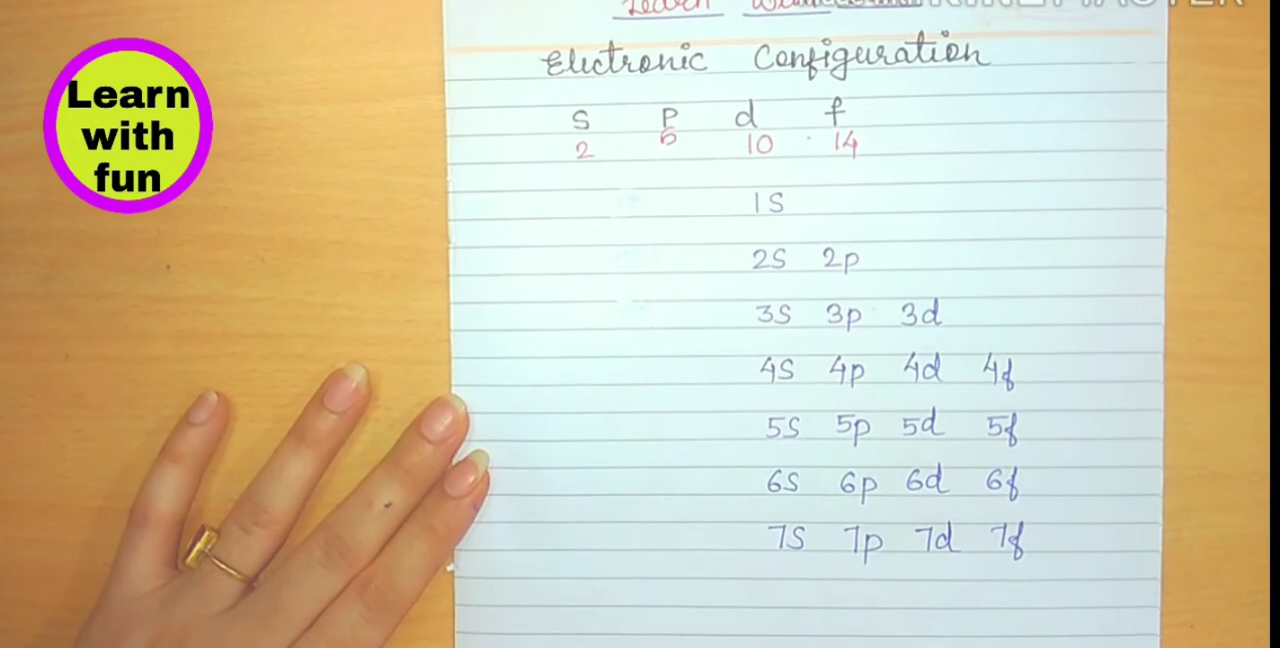 Learn
with
fun
Electronic Configuration
S P d f
2 6 10 14
1S
2S 2p
3S 3p 3d
4S 4p 4d 4f
5S 5p 5d 5f
6S 6p 6d 6f
7S 7p 7d 7f